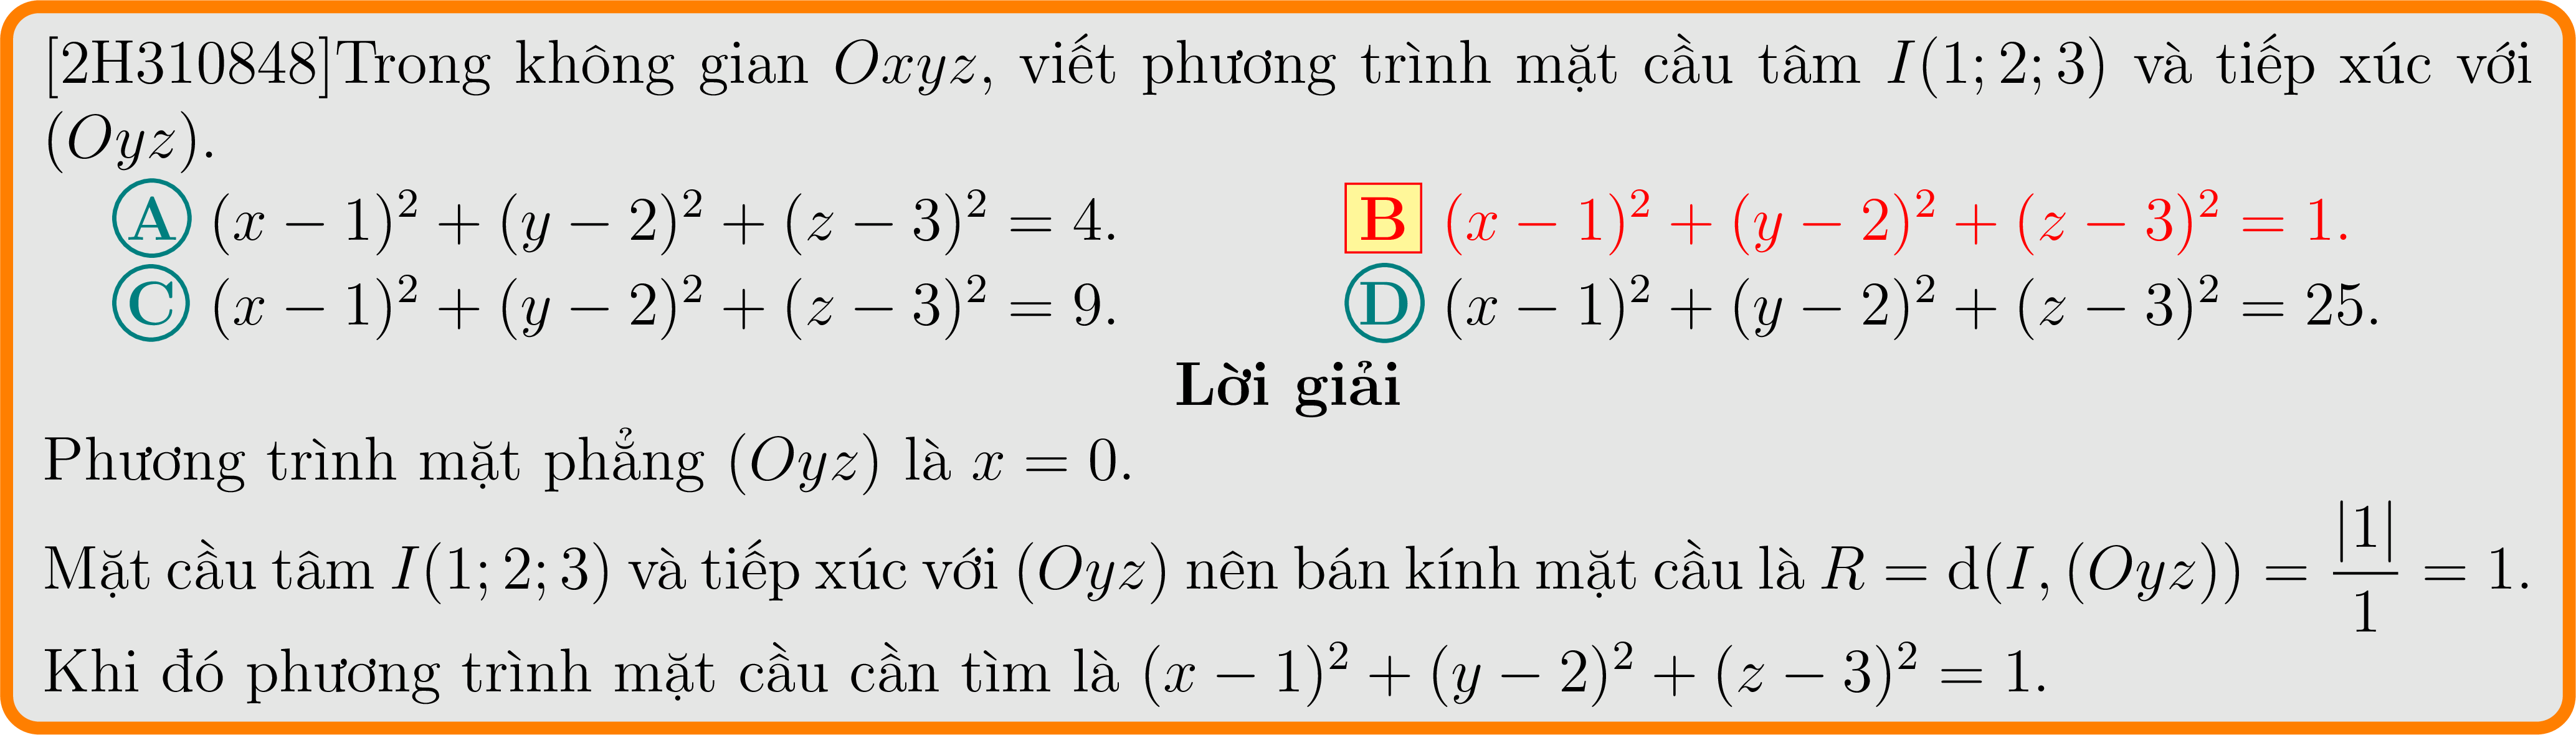 [2H310848]Trong không gian Oxyz, viết phương trình mặt cầu tâm I(1; 2; 3) và tiếp xúc với
(Oyz).
A (x − 1)² + (y − 2)² + (z − 3)² = 4. B (x − 1)² + (y − 2)² + (z − 3)² = 1.
C (x − 1)² + (y − 2)² + (z − 3)² = 9. D (x − 1)² + (y − 2)² + (z − 3)² = 25.
Lời giải
Phương trình mặt phẳng (Oyz) là x = 0.
Mặt cầu tâm I(1; 2; 3) và tiếp xúc với (Oyz) nên bán kính mặt cầu là R = d(I, (Oyz)) = |1|/1 = 1.
Khi đó phương trình mặt cầu cần tìm là (x − 1)² + (y − 2)² + (z − 3)² = 1.